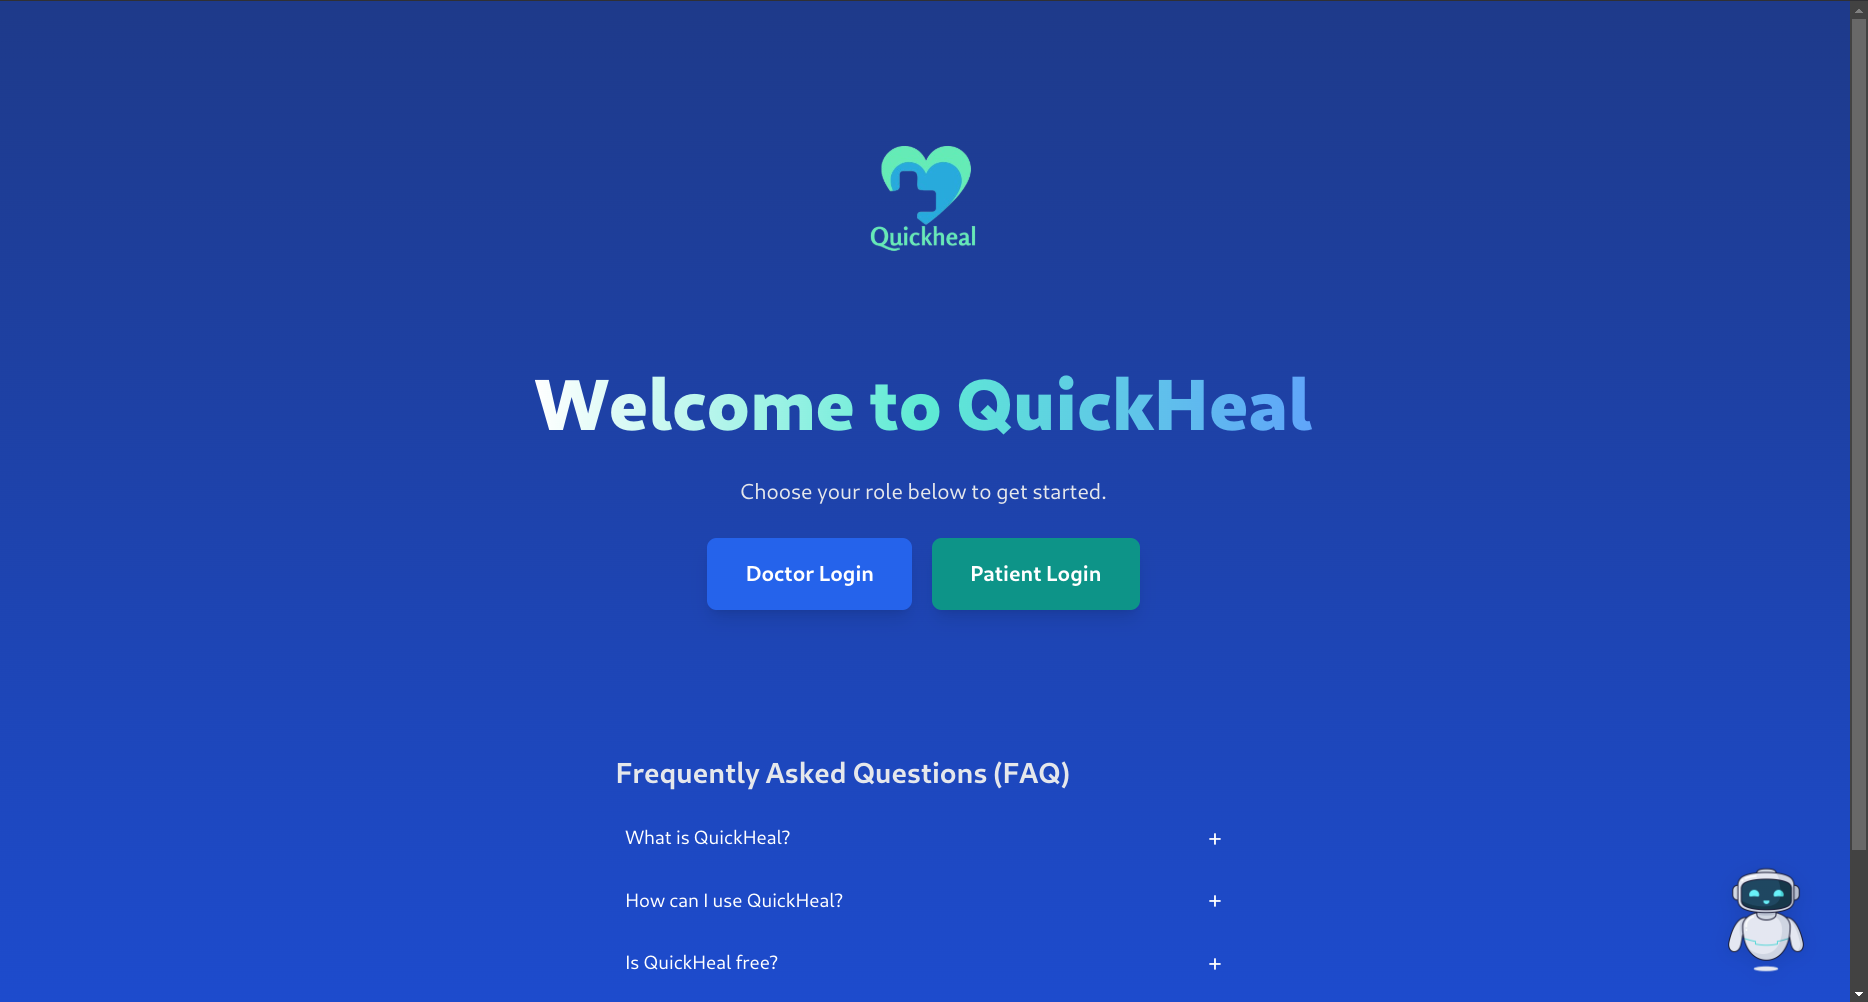 Quickheal
Welcome to QuickHeal
Choose your role below to get started.
Doctor Login
Patient Login
Frequently Asked Questions (FAQ)
What is QuickHeal?
+
How can I use QuickHeal?
+
Is QuickHeal free?
+